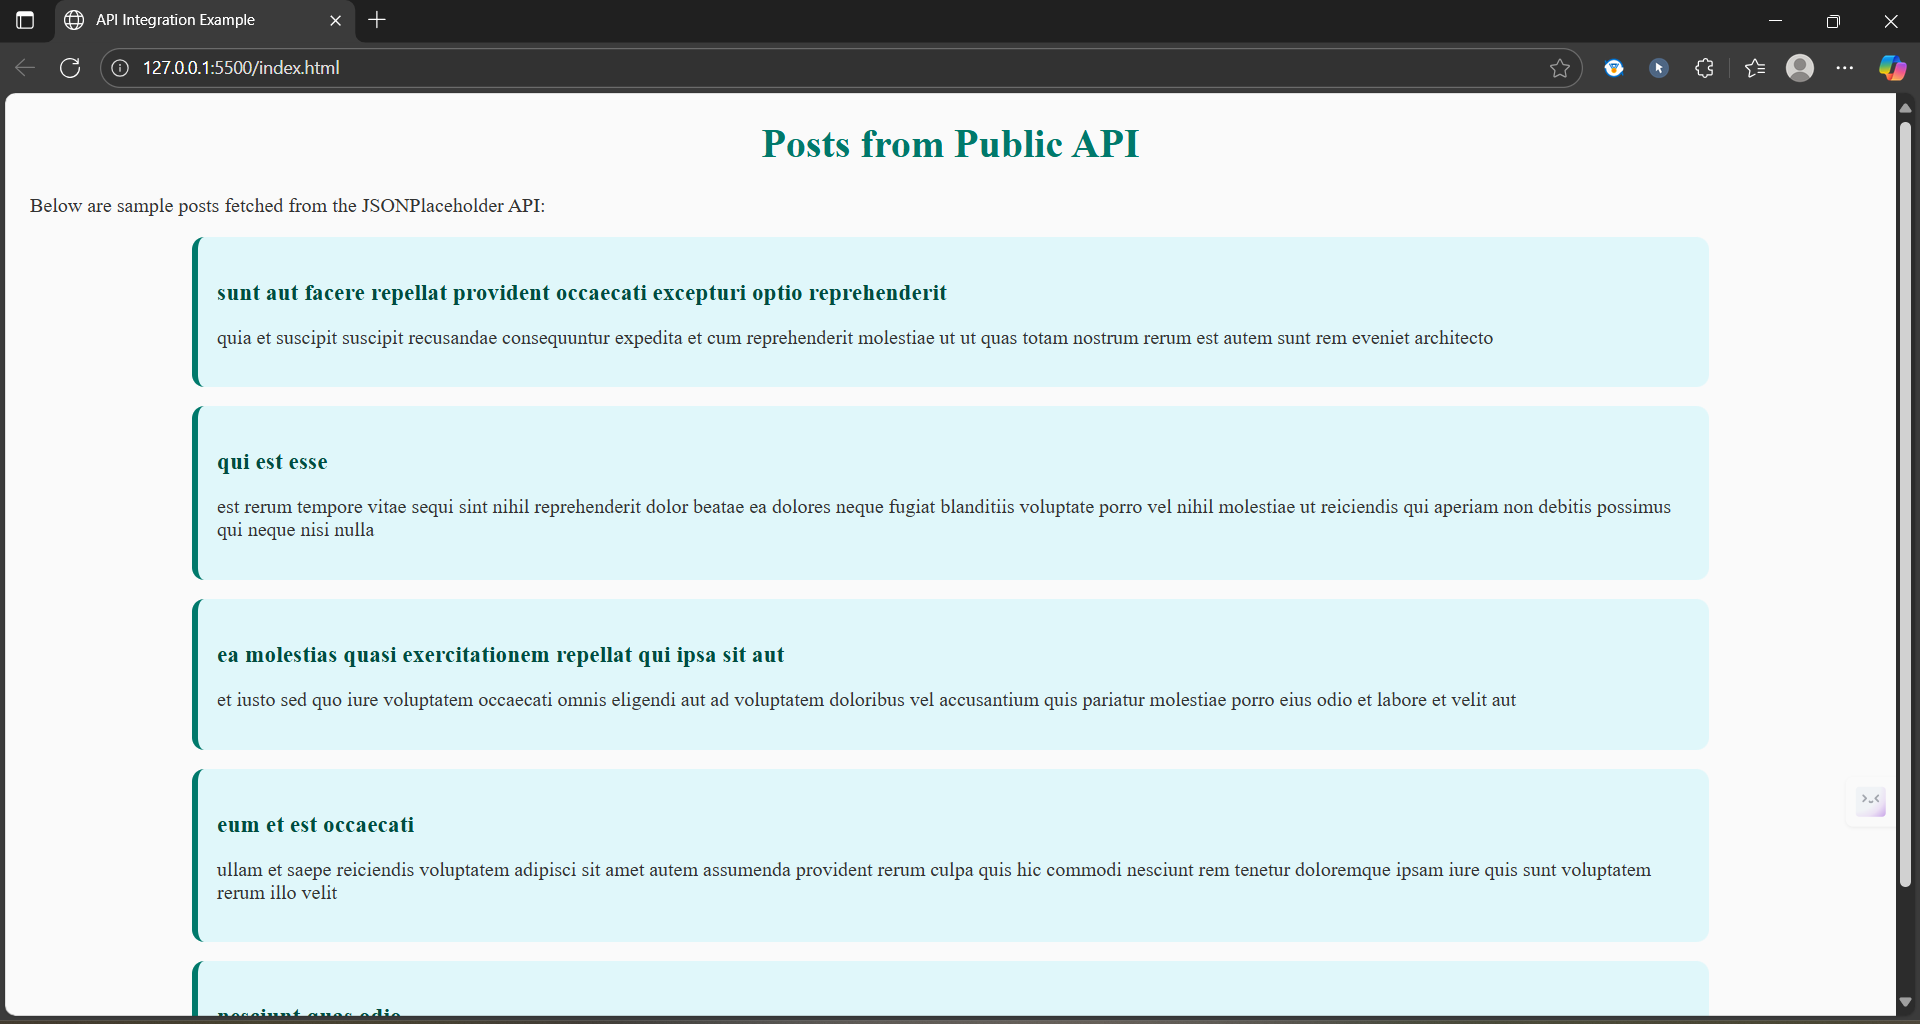 API Integration Example
127.0.0.1:5500/index.html
Posts from Public API
Below are sample posts fetched from the JSONPlaceholder API:
sunt aut facere repellat provident occaecati excepturi optio reprehenderit
quia et suscipit suscipit recusandae consequuntur expedita et cum reprehenderit molestiae ut ut quas totam nostrum rerum est autem sunt rem eveniet architecto
qui est esse
est rerum tempore vitae sequi sint nihil reprehenderit dolor beatae ea dolores neque fugiat blanditiis voluptate porro vel nihil molestiae ut reiciendis qui aperiam non debitis possimus
qui neque nisi nulla
ea molestias quasi exercitationem repellat qui ipsa sit aut
et iusto sed quo iure voluptatem occaecati omnis eligendi aut ad voluptatem doloribus vel accusantium quis pariatur molestiae porro eius odio et labore et velit aut
eum et est occaecati
ullam et saepe reiciendis voluptatem adipisci sit amet autem assumenda provident rerum culpa quis hic commodi nesciunt rem tenetur doloremque ipsam iure quis sunt voluptatem
rerum illo velit
nesciunt quas odio